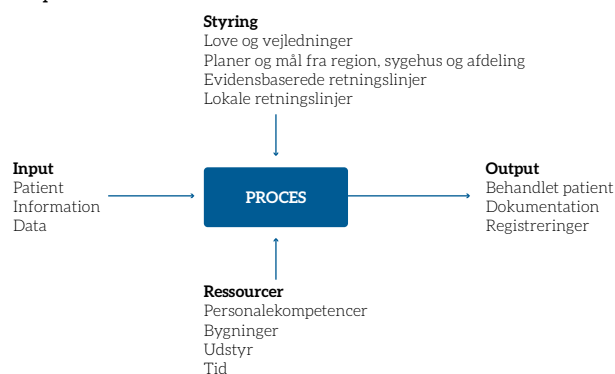 Styring
Love og vejledninger
Planer og mål fra region, sygehus og afdeling
Evidensbaserede retningslinjer
Lokale retningslinjer
Input
Patient
Information
Data
PROCES
Output
Behandlet patient
Dokumentation
Registreringer
Ressourcer
Personalekompetencer
Bygninger
Udstyr
Tid